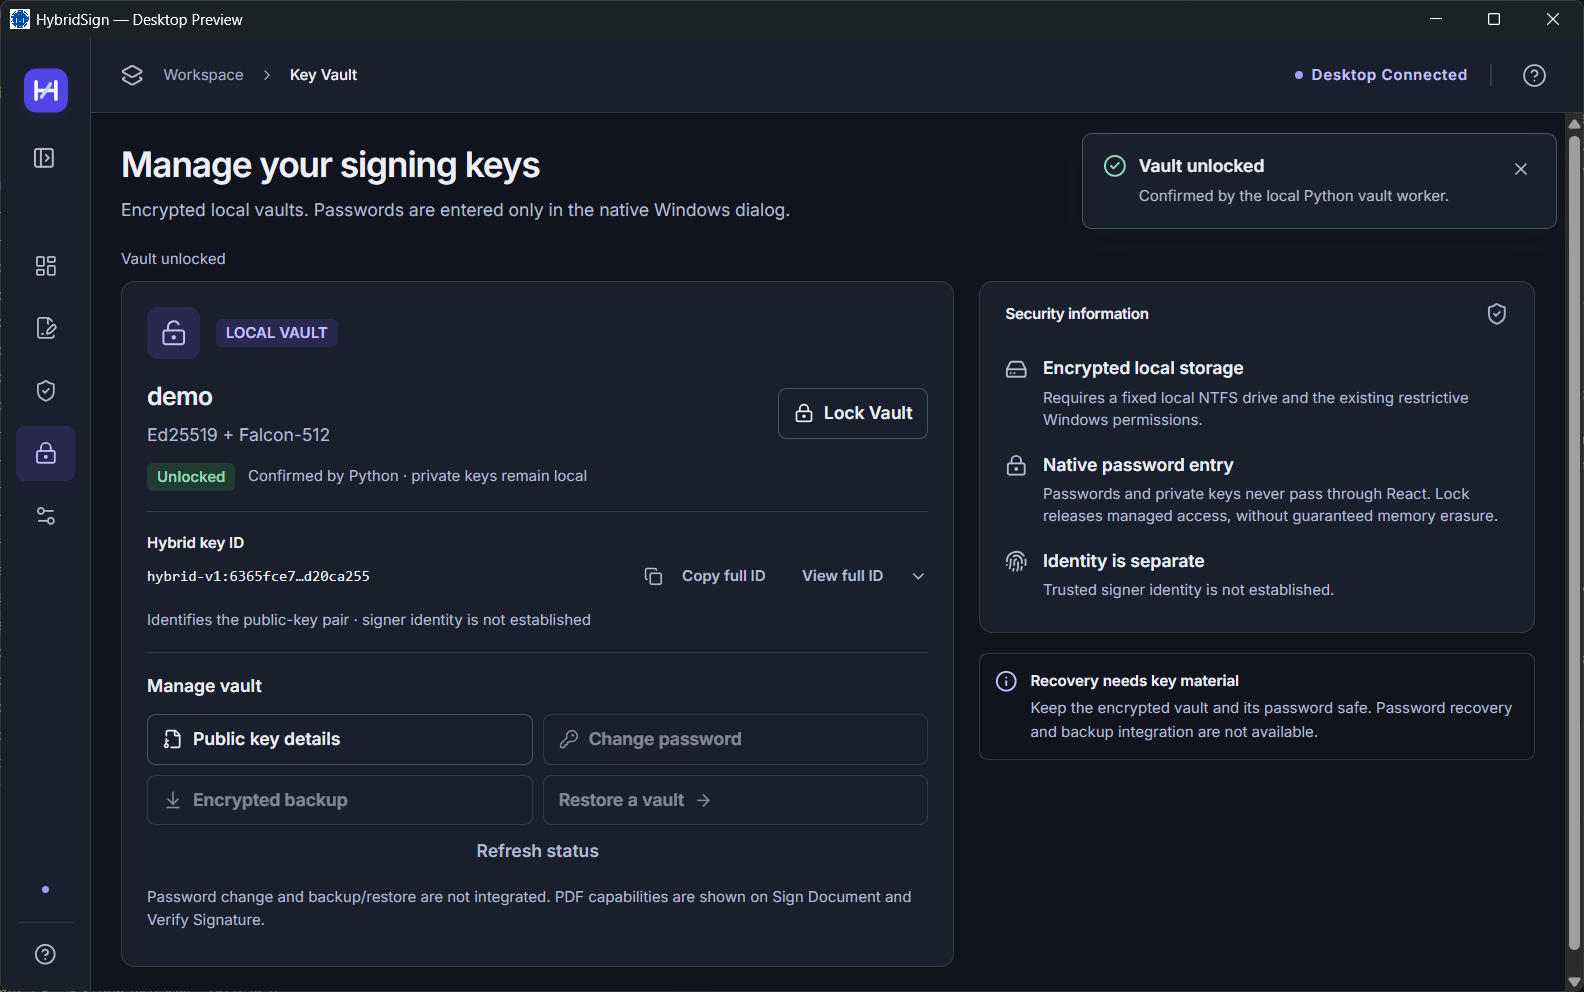 HybridSign — Desktop Preview
Workspace > Key Vault
Desktop Connected
Manage your signing keys
Encrypted local vaults. Passwords are entered only in the native Windows dialog.
Vault unlocked
Confirmed by the local Python vault worker.
Vault unlocked
LOCAL VAULT
demo
Ed25519 + Falcon-512
Lock Vault
Unlocked
Confirmed by Python · private keys remain local
Hybrid key ID
hybrid-v1:6365fce7…d20ca255
Copy full ID
View full ID
Identifies the public-key pair · signer identity is not established
Manage vault
Public key details
Change password
Encrypted backup
Restore a vault →
Refresh status
Password change and backup/restore are not integrated. PDF capabilities are shown on Sign Document and
Verify Signature.
Security information
Encrypted local storage
Requires a fixed local NTFS drive and the existing restrictive
Windows permissions.
Native password entry
Passwords and private keys never pass through React. Lock
releases managed access, without guaranteed memory erasure.
Identity is separate
Trusted signer identity is not established.
Recovery needs key material
Keep the encrypted vault and its password safe. Password recovery
and backup integration are not available.